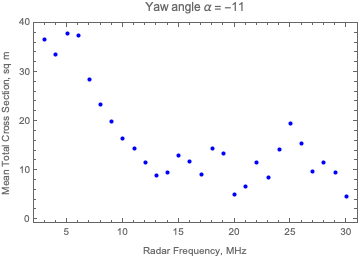 Yaw angle α = −11
Mean Total Cross Section, sq m
40
30
20
10
0
5 10 15 20 25 30
Radar Frequency, MHz